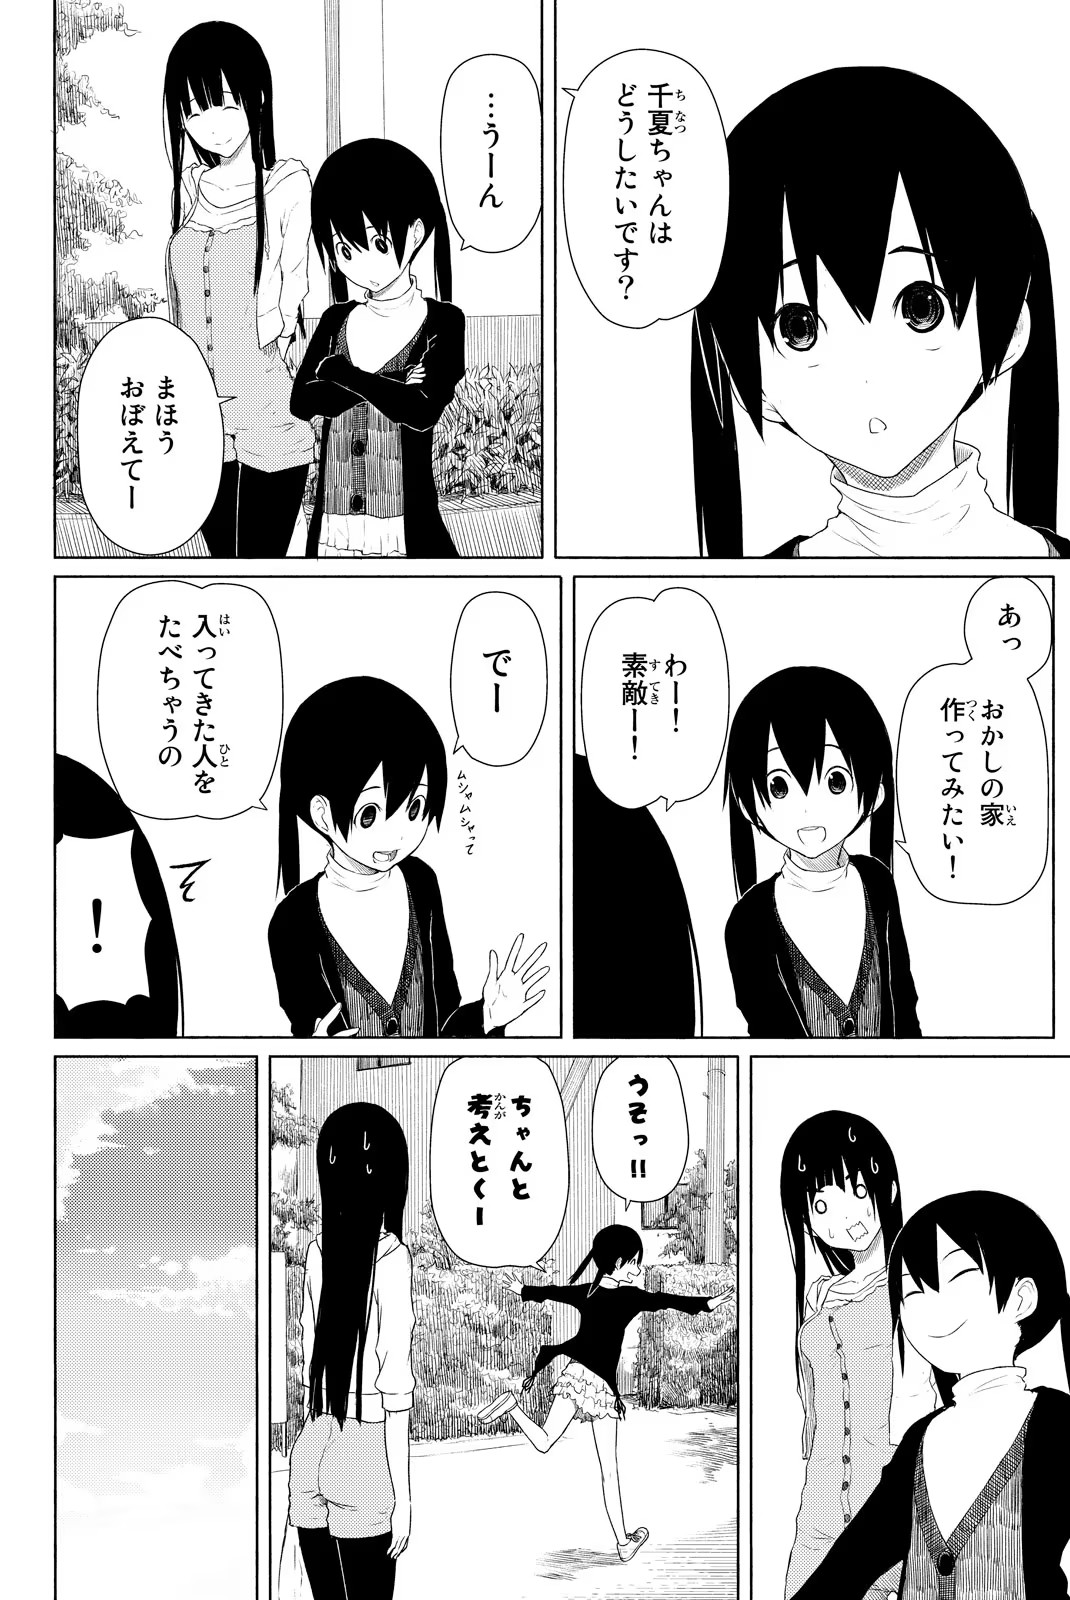 千夏ちゃんは
どうしたいです?
…うーん
まほう
おぼえてー
あっ
おかしの家
作ってみたい!
わー!
素敵ー!
でー
ムシャムシャって
入ってきた人を
たべちゃうの
そ
!
うそっ!!
ちゃんと
考えとくー